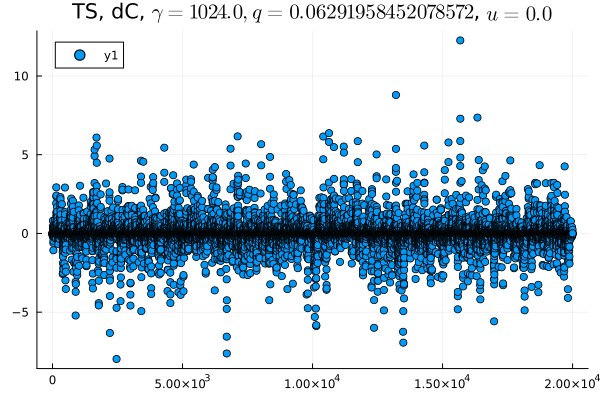 TS, dC, γ = 1024.0, q = 0.06291958452078572, u = 0.0
y1
10
5
0
−5
0 5.00×10³ 1.00×10⁴ 1.50×10⁴ 2.00×10⁴